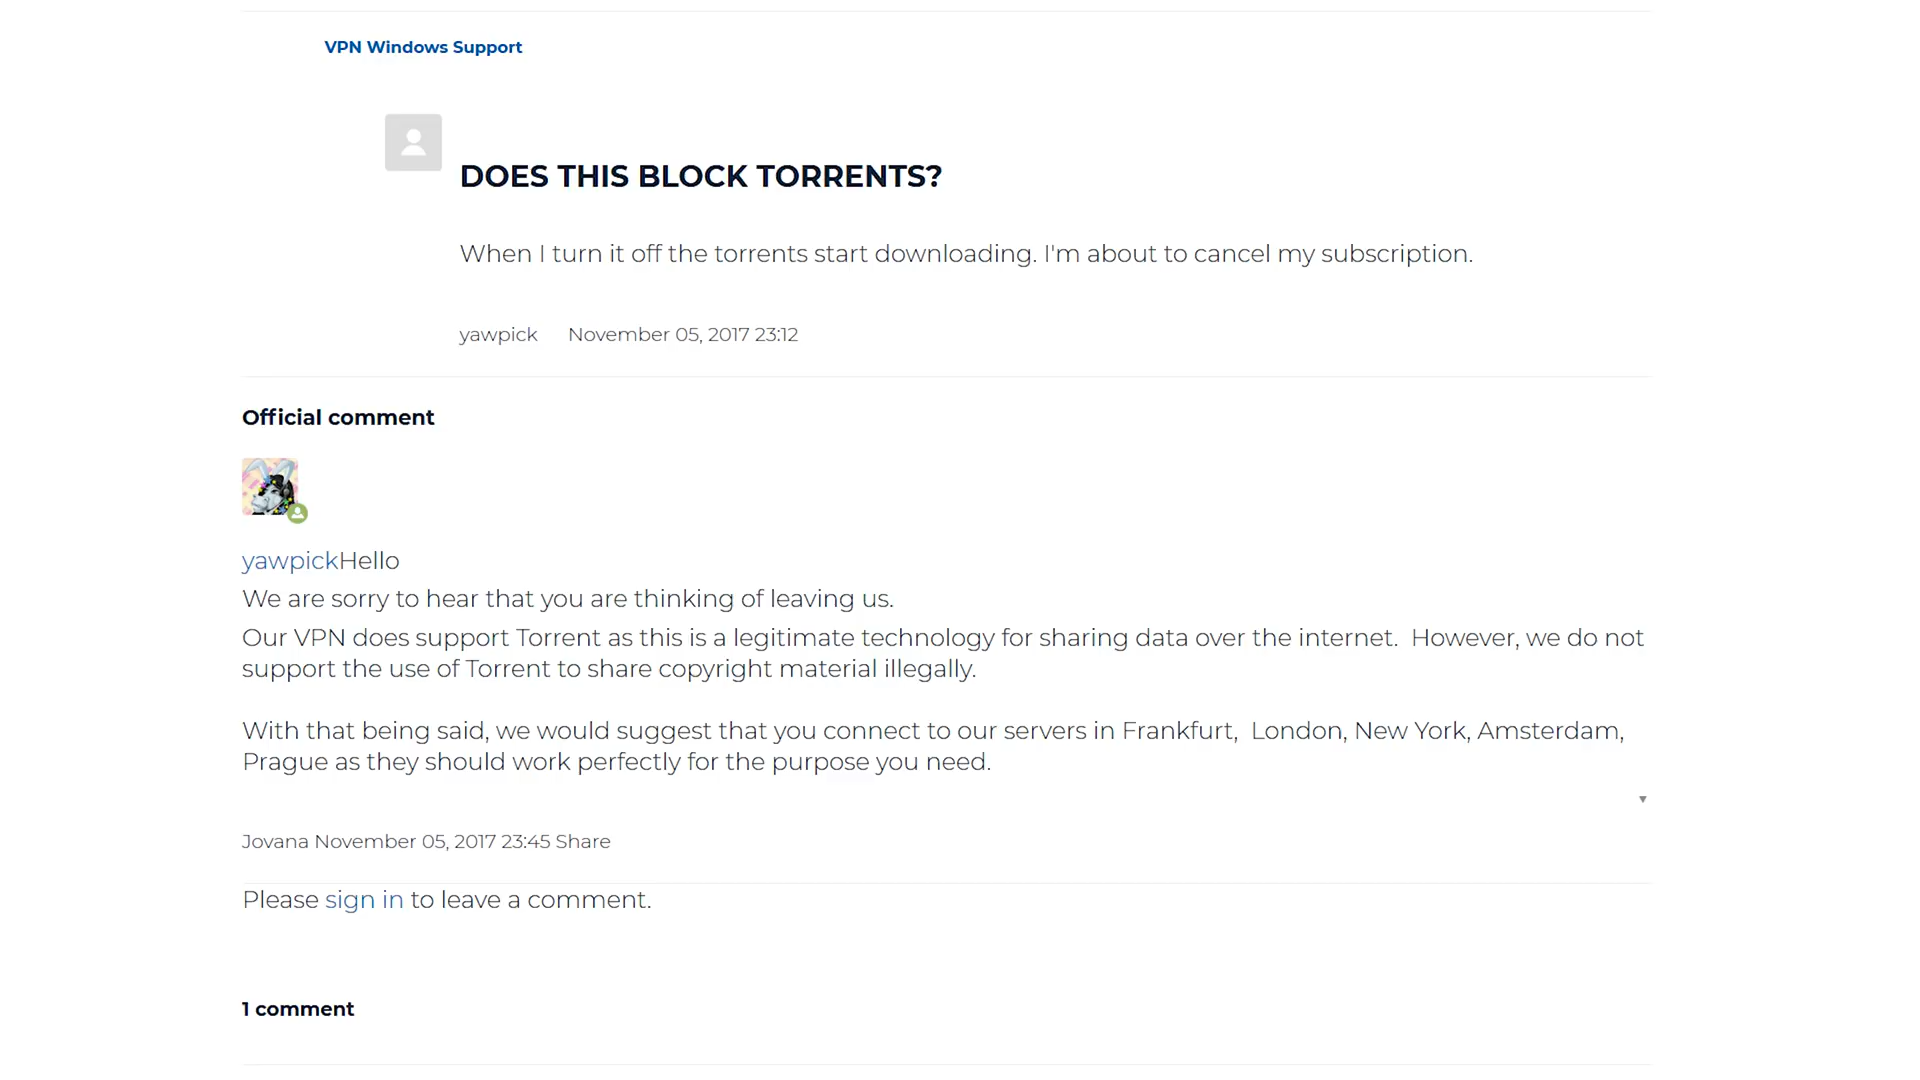 VPN Windows Support
DOES THIS BLOCK TORRENTS?
When I turn it off the torrents start downloading. I'm about to cancel my subscription.
yawpick November 05, 2017 23:12
Official comment
yawpickHello
We are sorry to hear that you are thinking of leaving us.
Our VPN does support Torrent as this is a legitimate technology for sharing data over the internet.  However, we do not
support the use of Torrent to share copyright material illegally.
With that being said, we would suggest that you connect to our servers in Frankfurt,  London, New York, Amsterdam,
Prague as they should work perfectly for the purpose you need.
Jovana November 05, 2017 23:45 Share
Please sign in to leave a comment.
1 comment